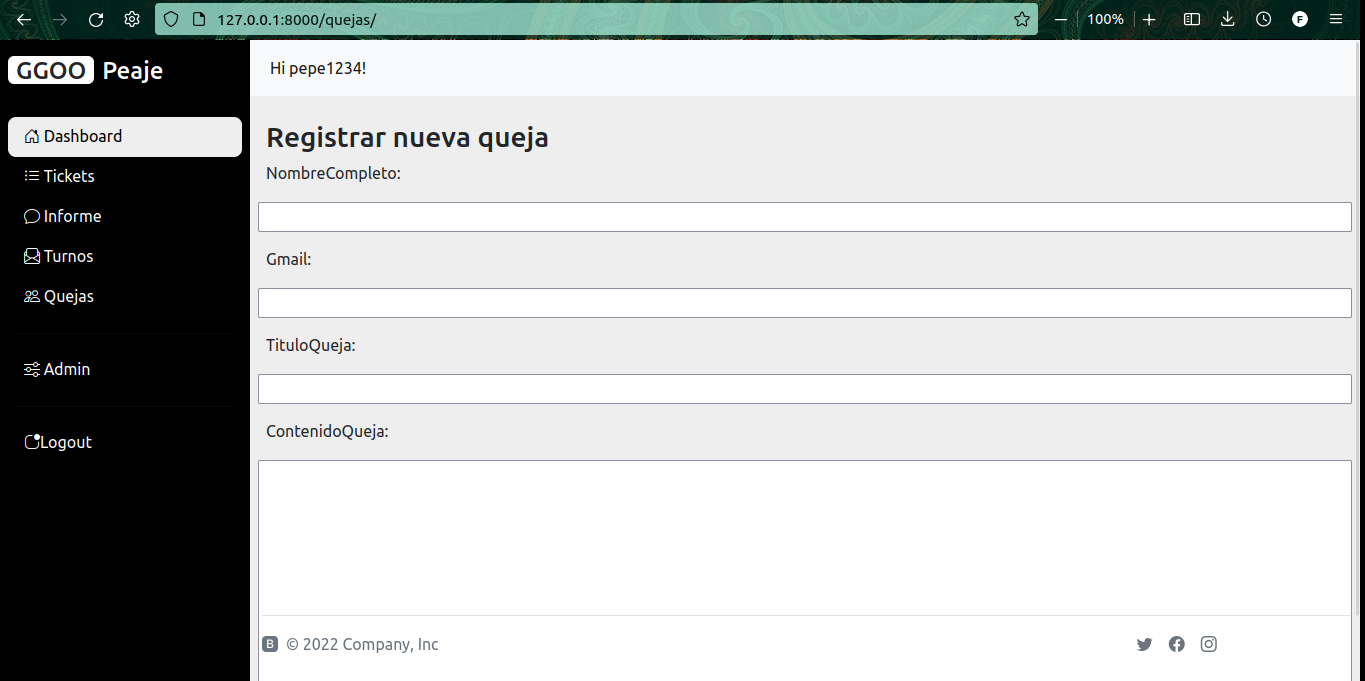 127.0.0.1:8000/quejas/
100%
F
GGOO Peaje
Dashboard
Tickets
Informe
Turnos
Quejas
Admin
Logout
Hi pepe1234!
Registrar nueva queja
NombreCompleto:
Gmail:
TituloQueja:
ContenidoQueja:
B © 2022 Company, Inc